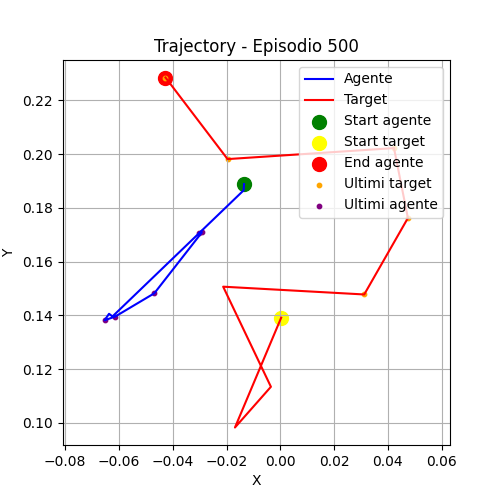 Trajectory - Episodio 500
Agente
Target
Start agente
Start target
End agente
Ultimi target
Ultimi agente
0.22
0.20
0.18
0.16
0.14
0.12
0.10
Y
−0.08 −0.06 −0.04 −0.02 0.00 0.02 0.04 0.06
X